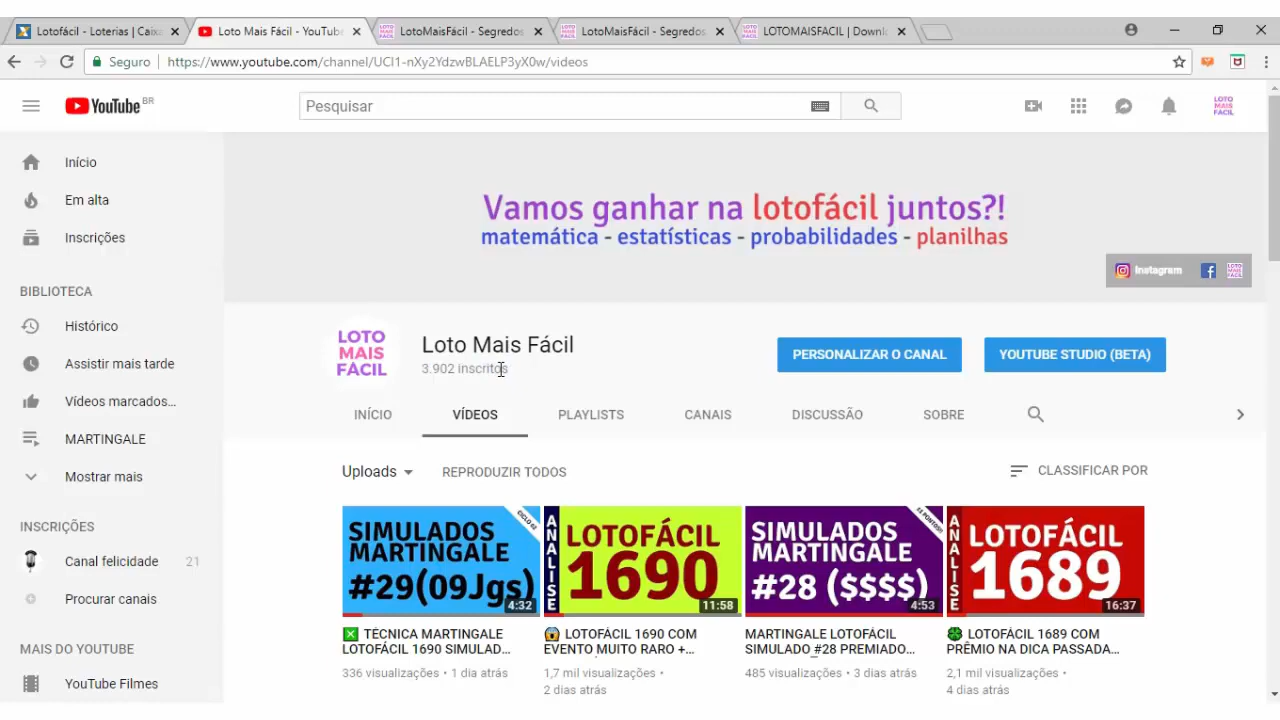 Lotofácil - Loterias | Caixa
Loto Mais Fácil - YouTube
LotoMaisFácil - Segredos
LotoMaisFácil - Segredos
LOTOMAISFACIL | Downl
Seguro
https://www.youtube.com/channel/UCI1-nXy2YdzwBLAELP3yX0w/videos
YouTube BR
Pesquisar
LOTO
MAIS
FACIL
Início
Em alta
Inscrições
BIBLIOTECA
Histórico
Assistir mais tarde
Vídeos marcados...
MARTINGALE
Mostrar mais
INSCRIÇÕES
Canal felicidade 21
Procurar canais
MAIS DO YOUTUBE
YouTube Filmes
Vamos ganhar na lotofácil juntos?!
matemática - estatísticas - probabilidades - planilhas
Instagram
LOTO
MAIS
FACIL
Loto Mais Fácil
3.902 inscritos
PERSONALIZAR O CANAL
YOUTUBE STUDIO (BETA)
INÍCIO VÍDEOS PLAYLISTS CANAIS DISCUSSÃO SOBRE
Uploads REPRODUZIR TODOS CLASSIFICAR POR
SIMULADOS
MARTINGALE
#29(09Jgs)
4:32
TÉCNICA MARTINGALE
LOTOFÁCIL 1690 SIMULAD...
336 visualizações • 1 dia atrás
ANALISE
LOTOFÁCIL
1690
11:58
LOTOFÁCIL 1690 COM
EVENTO MUITO RARO +...
1,7 mil visualizações •
2 dias atrás
SIMULADOS
MARTINGALE
#28 ($$$$)
4:53
MARTINGALE LOTOFÁCIL
SIMULADO #28 PREMIADO...
485 visualizações • 3 dias atrás
ANALISE
LOTOFÁCIL
1689
16:37
LOTOFÁCIL 1689 COM
PRÊMIO NA DICA PASSADA...
2,1 mil visualizações •
4 dias atrás